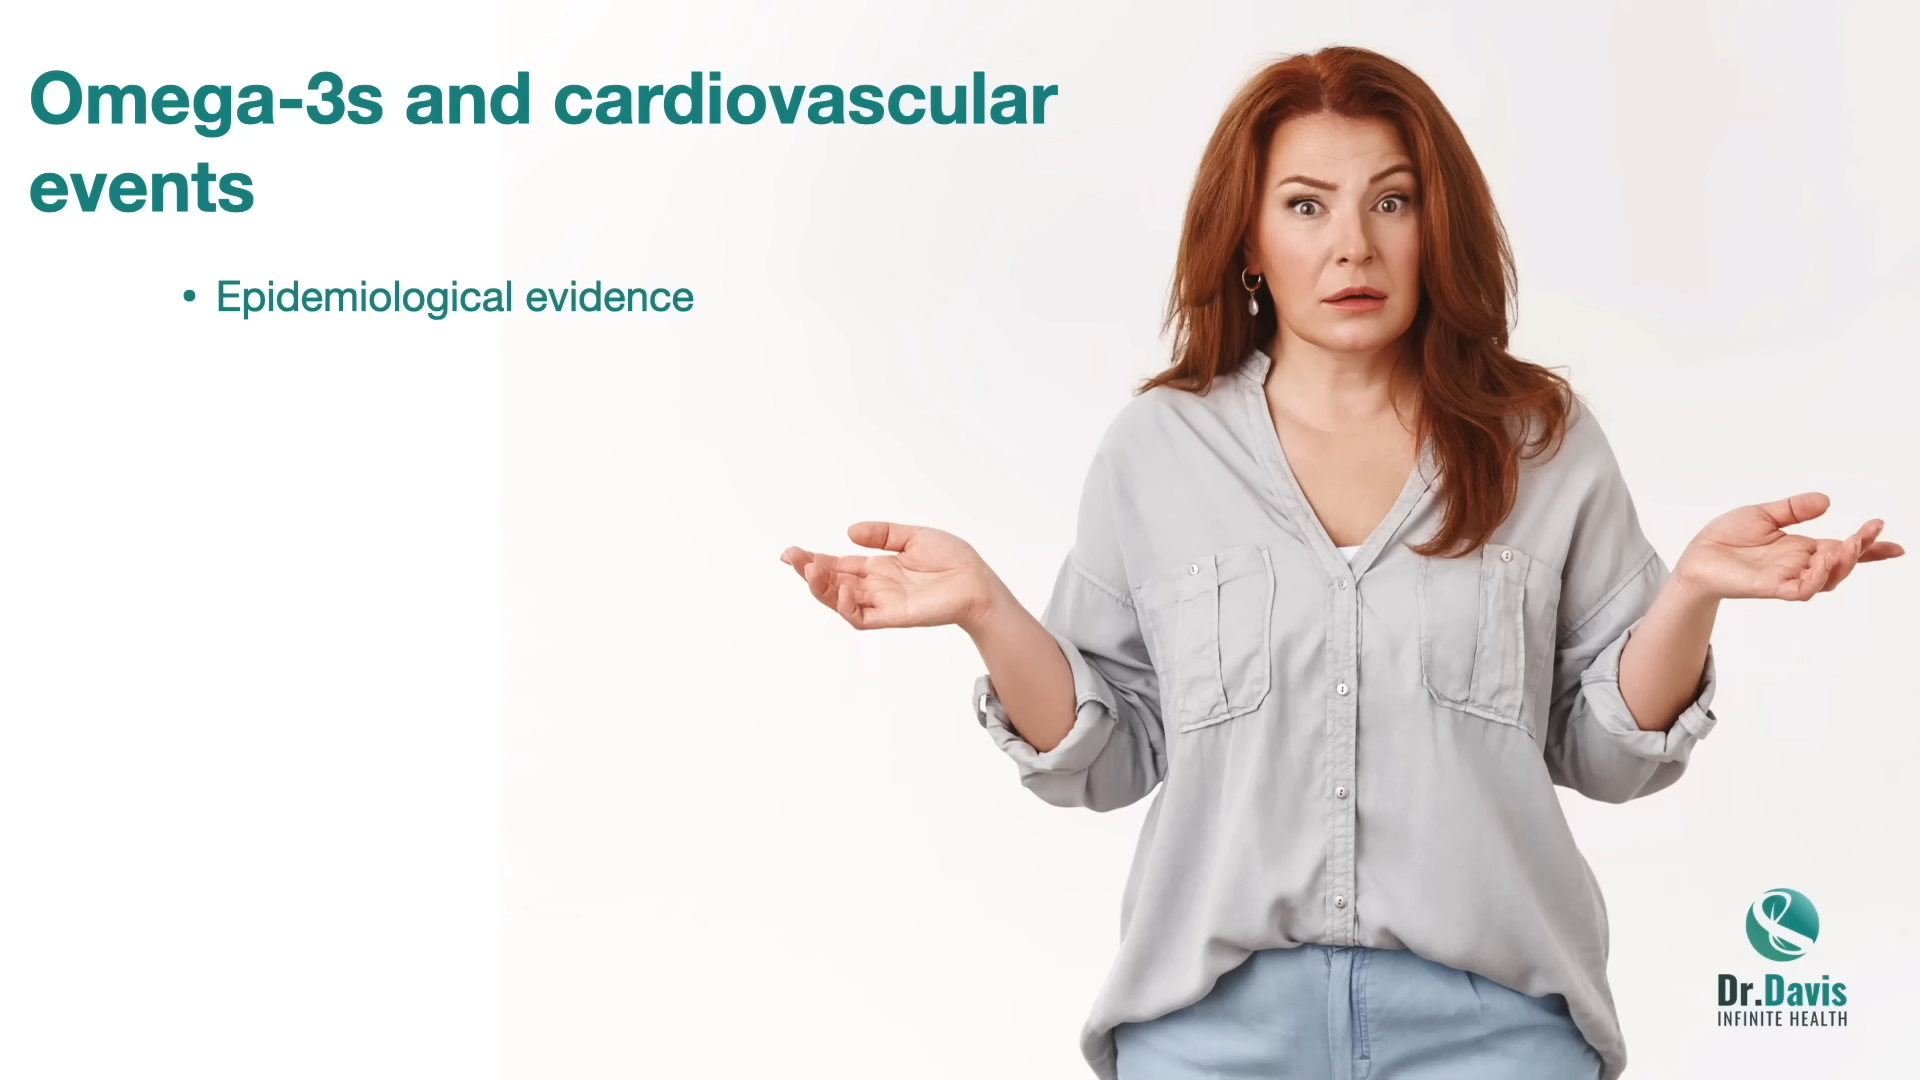 Omega-3s and cardiovascular
events
• Epidemiological evidence
Dr.Davis
INFINITE HEALTH